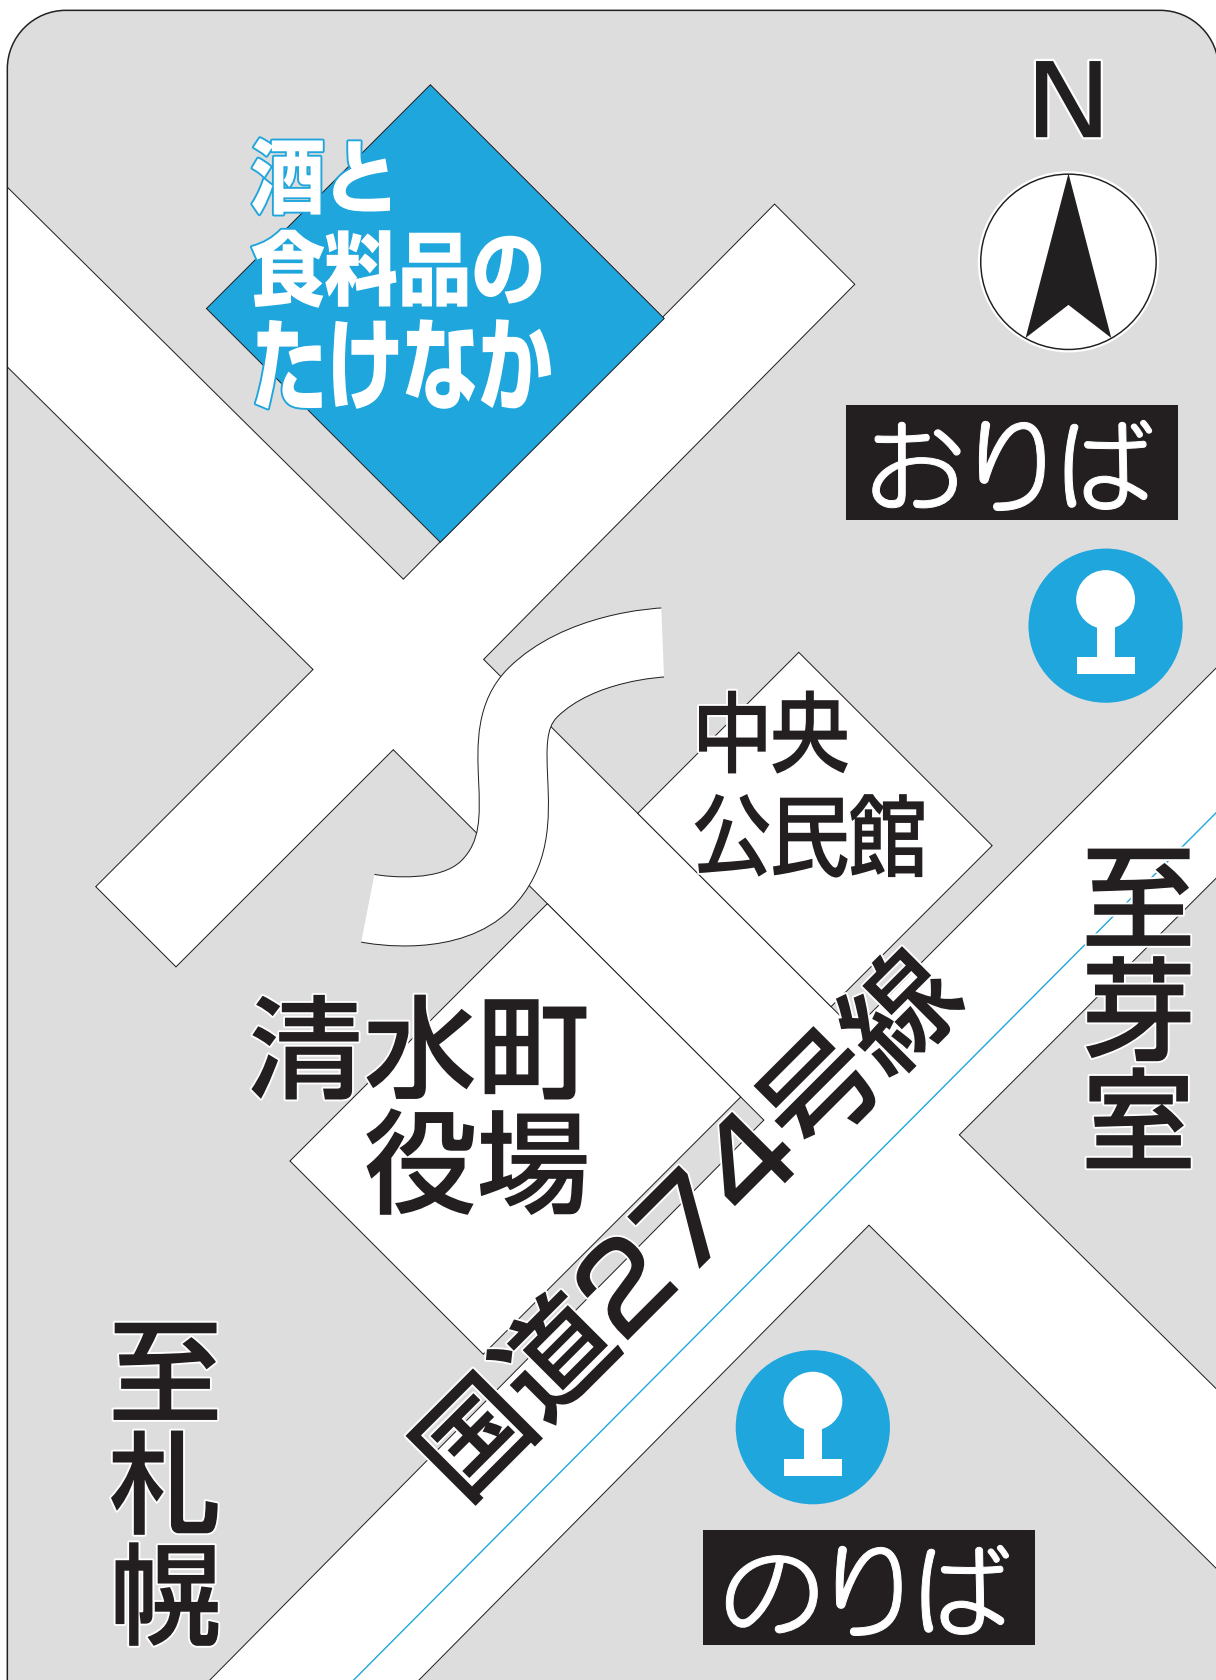 N
酒と
食料品の
たけなか
おりば
中央
公民館
至芽室
清水町
役場
国道274号線
至札幌
のりば